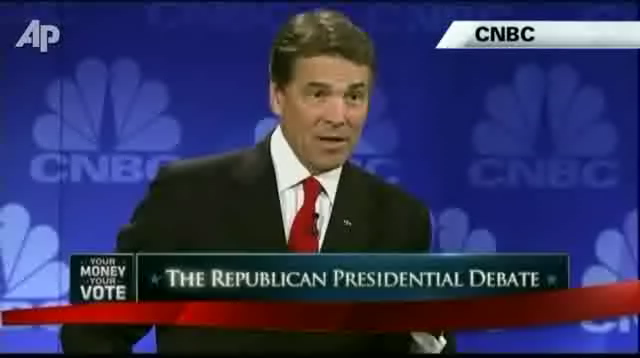 AP
CNBC
CNBC
CNBC
CNBC
YOUR
MONEY
YOUR
VOTE
THE REPUBLICAN PRESIDENTIAL DEBATE